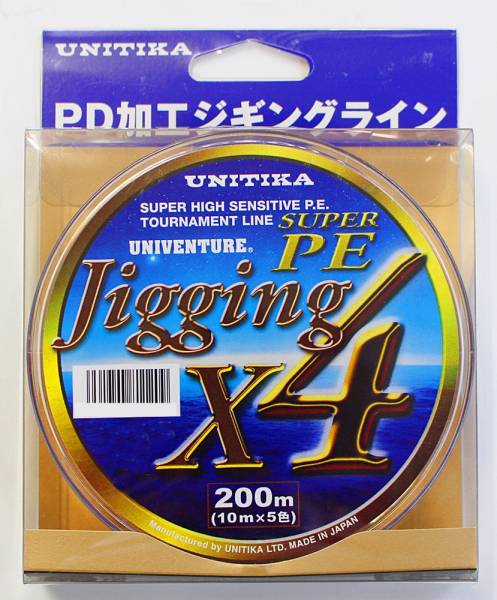 UNITIKA
PD加工ジギングライン
UNITIKA
SUPER HIGH SENSITIVE P.E.
TOURNAMENT LINE
SUPER
PE
UNIVENTURE®
Jigging
X4
200m
(10m×5色)
Manufactured by UNITIKA LTD. MADE IN JAPAN